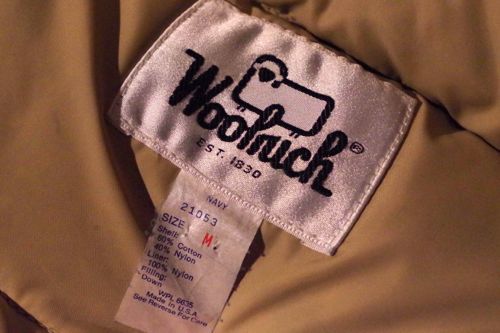 Woolrich®
EST. 1830
NAVY
21053
SIZE M
Shell:
60% Cotton
40% Nylon
Liner:
100% Nylon
Filling:
Down
WPL 6635
Made in U.S.A.
See Reverse For Care